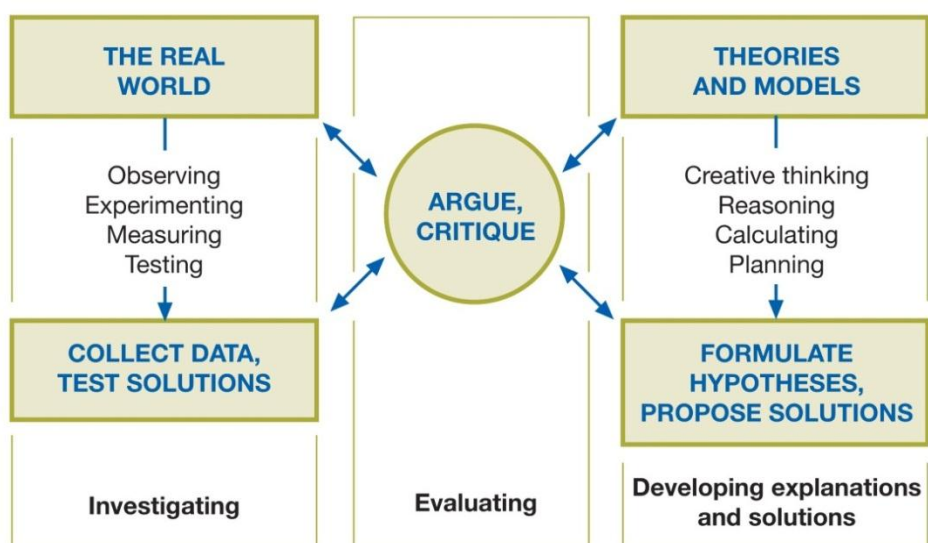 THE REAL
WORLD
Observing
Experimenting
Measuring
Testing
COLLECT DATA,
TEST SOLUTIONS
Investigating
ARGUE,
CRITIQUE
Evaluating
THEORIES
AND MODELS
Creative thinking
Reasoning
Calculating
Planning
FORMULATE
HYPOTHESES,
PROPOSE SOLUTIONS
Developing explanations
and solutions